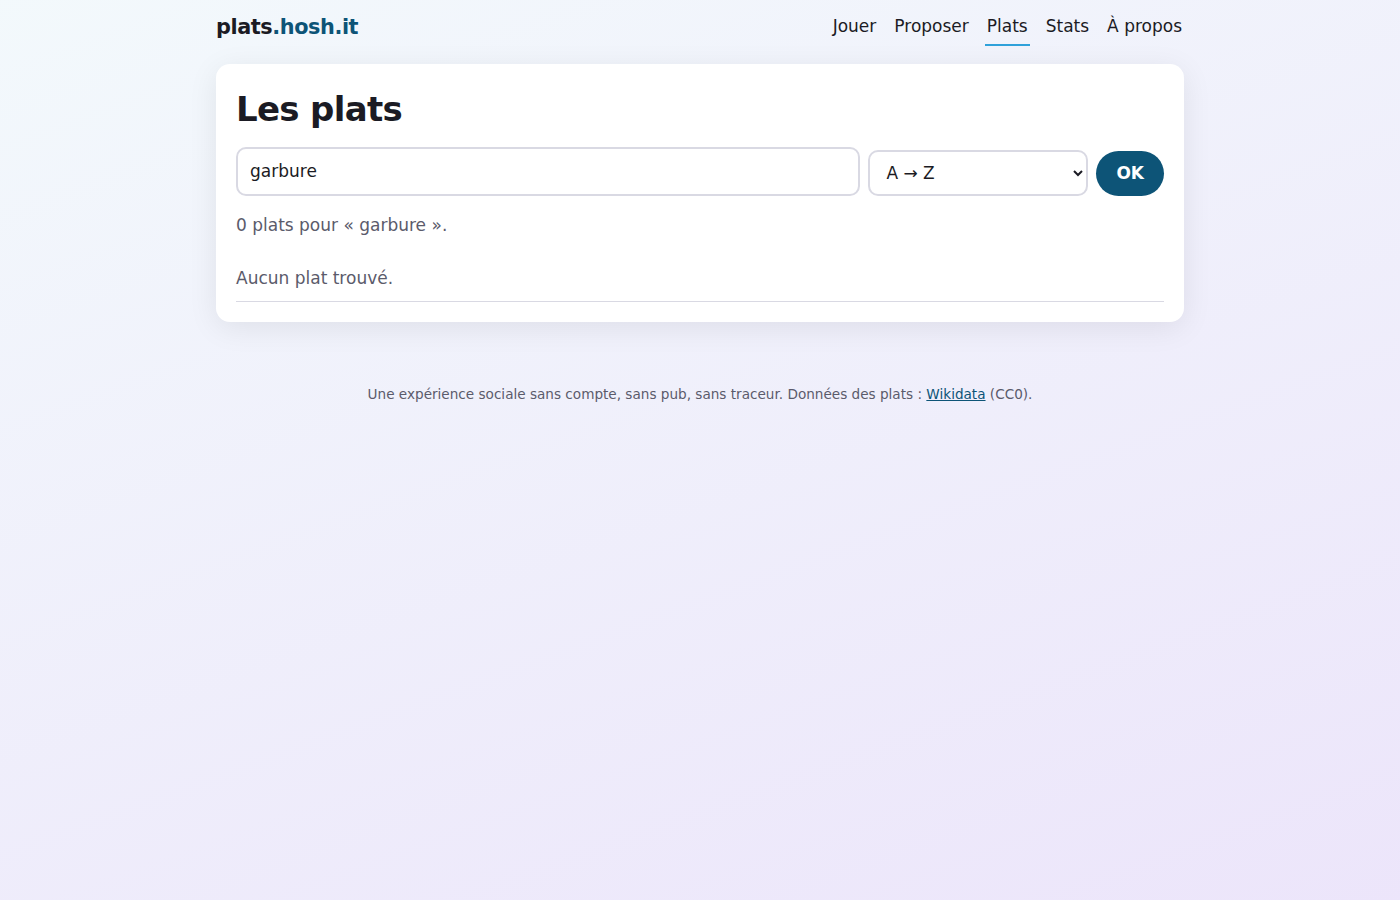 plats.hosh.it
Jouer Proposer Plats Stats À propos
Les plats
garbure
A → Z
OK
0 plats pour « garbure ».
Aucun plat trouvé.
Une expérience sociale sans compte, sans pub, sans traceur. Données des plats : Wikidata (CC0).